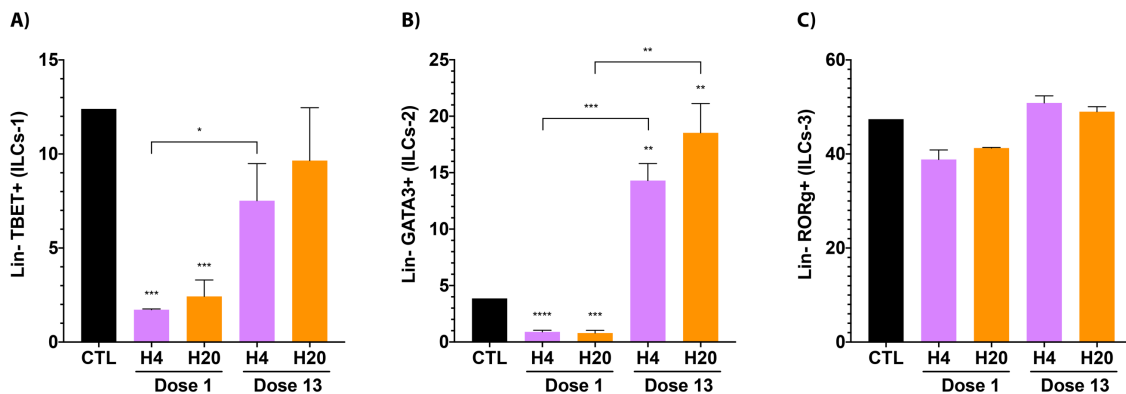 A)
Lin- TBET+ (ILCs-1)
15
10
5
0
*
***
***
CTL H4 H20 H4 H20
Dose 1 Dose 13
B)
Lin- GATA3+ (ILCs-2)
25
20
15
10
5
0
**
***
**
**
****
***
CTL H4 H20 H4 H20
Dose 1 Dose 13
C)
Lin- RORg+ (ILCs-3)
60
40
20
0
CTL H4 H20 H4 H20
Dose 1 Dose 13